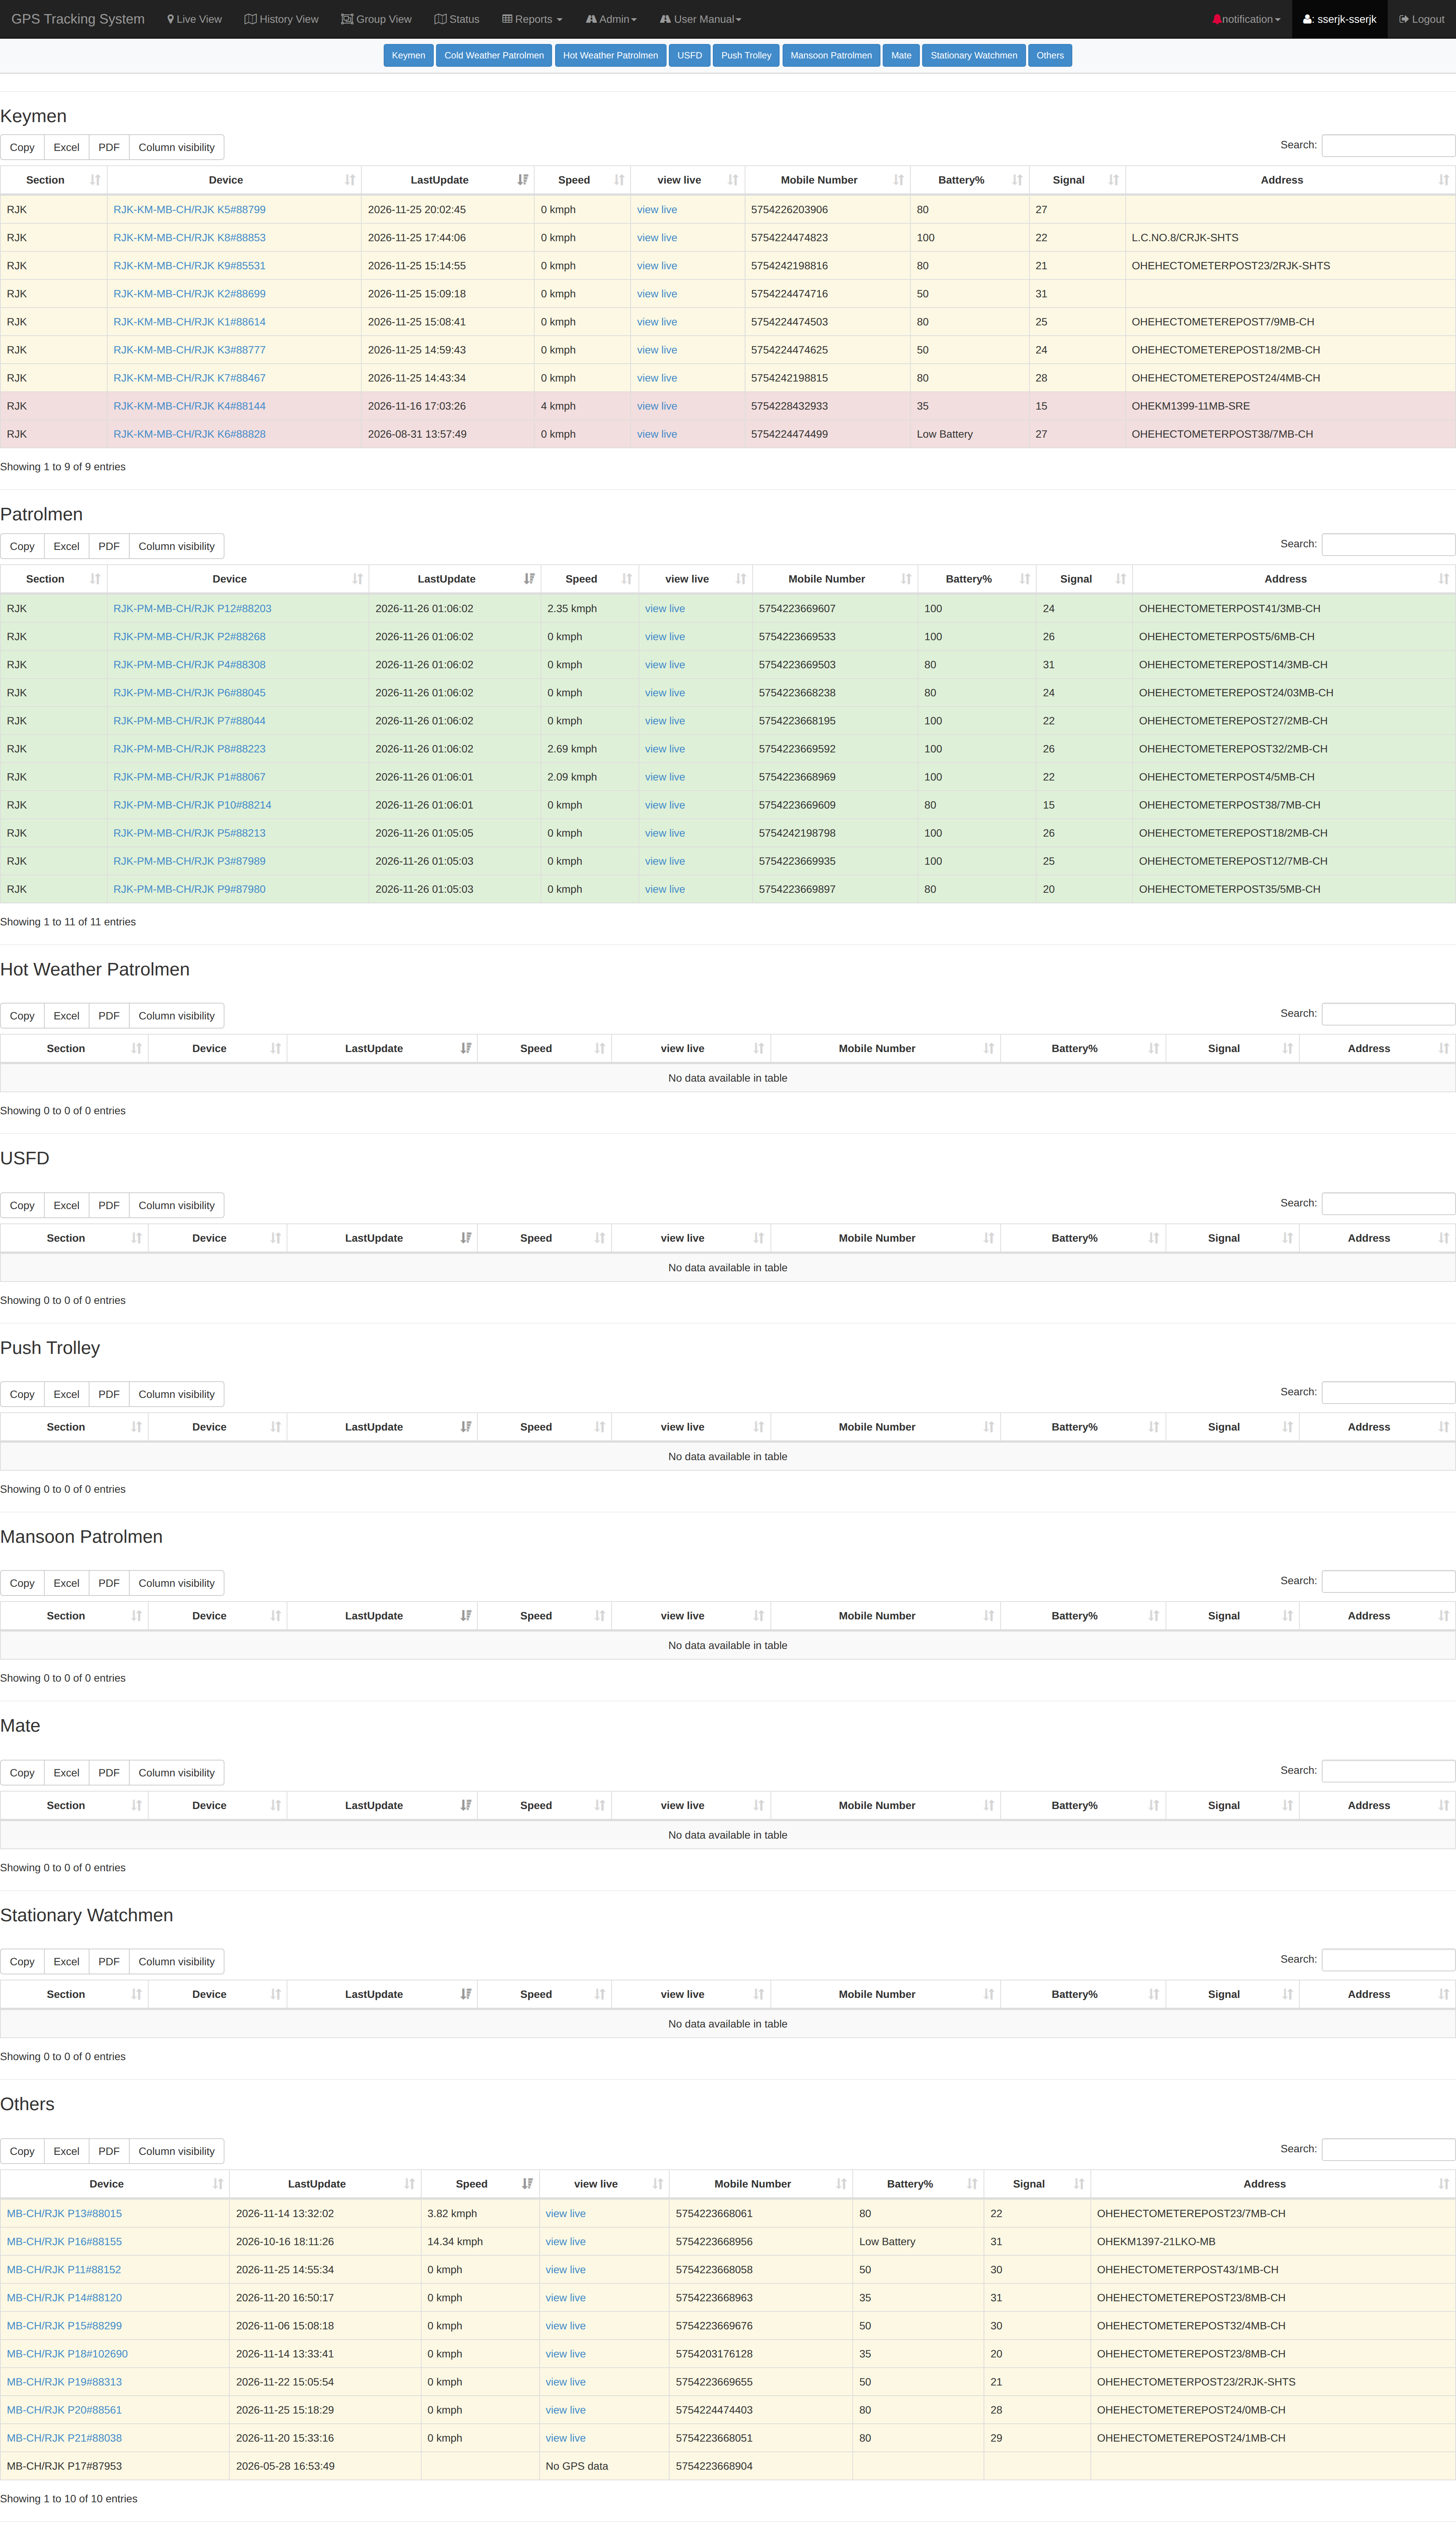 GPS Tracking System Live View History View Group View Status Reports Admin User Manual notification : sserjk-sserjk Logout
Keymen Cold Weather Patrolmen Hot Weather Patrolmen USFD Push Trolley Mansoon Patrolmen Mate Stationary Watchmen Others
Keymen
Copy Excel PDF Column visibility Search:
Section Device LastUpdate Speed view live Mobile Number Battery% Signal Address
RJK RJK-KM-MB-CH/RJK K5#88799 2026-11-25 20:02:45 0 kmph view live 5754226203906 80 27
RJK RJK-KM-MB-CH/RJK K8#88853 2026-11-25 17:44:06 0 kmph view live 5754224474823 100 22 L.C.NO.8/CRJK-SHTS
RJK RJK-KM-MB-CH/RJK K9#85531 2026-11-25 15:14:55 0 kmph view live 5754242198816 80 21 OHEHECTOMETERPOST23/2RJK-SHTS
RJK RJK-KM-MB-CH/RJK K2#88699 2026-11-25 15:09:18 0 kmph view live 5754224474716 50 31
RJK RJK-KM-MB-CH/RJK K1#88614 2026-11-25 15:08:41 0 kmph view live 5754224474503 80 25 OHEHECTOMETEREPOST7/9MB-CH
RJK RJK-KM-MB-CH/RJK K3#88777 2026-11-25 14:59:43 0 kmph view live 5754224474625 50 24 OHEHECTOMETEREPOST18/2MB-CH
RJK RJK-KM-MB-CH/RJK K7#88467 2026-11-25 14:43:34 0 kmph view live 5754242198815 80 28 OHEHECTOMETEREPOST24/4MB-CH
RJK RJK-KM-MB-CH/RJK K4#88144 2026-11-16 17:03:26 4 kmph view live 5754228432933 35 15 OHEKM1399-11MB-SRE
RJK RJK-KM-MB-CH/RJK K6#88828 2026-08-31 13:57:49 0 kmph view live 5754224474499 Low Battery 27 OHEHECTOMETERPOST38/7MB-CH
Showing 1 to 9 of 9 entries
Patrolmen
Copy Excel PDF Column visibility Search:
Section Device LastUpdate Speed view live Mobile Number Battery% Signal Address
RJK RJK-PM-MB-CH/RJK P12#88203 2026-11-26 01:06:02 2.35 kmph view live 5754223669607 100 24 OHEHECTOMETERPOST41/3MB-CH
RJK RJK-PM-MB-CH/RJK P2#88268 2026-11-26 01:06:02 0 kmph view live 5754223669533 100 26 OHEHECTOMETERPOST5/6MB-CH
RJK RJK-PM-MB-CH/RJK P4#88308 2026-11-26 01:06:02 0 kmph view live 5754223669503 80 31 OHEHECTOMETEREPOST14/3MB-CH
RJK RJK-PM-MB-CH/RJK P6#88045 2026-11-26 01:06:02 0 kmph view live 5754223668238 80 24 OHEHECTOMETEREPOST24/03MB-CH
RJK RJK-PM-MB-CH/RJK P7#88044 2026-11-26 01:06:02 0 kmph view live 5754223668195 100 22 OHEHECTOMETEREPOST27/2MB-CH
RJK RJK-PM-MB-CH/RJK P8#88223 2026-11-26 01:06:02 2.69 kmph view live 5754223669592 100 26 OHEHECTOMETEREPOST32/2MB-CH
RJK RJK-PM-MB-CH/RJK P1#88067 2026-11-26 01:06:01 2.09 kmph view live 5754223668969 100 22 OHEHECTOMETERPOST4/5MB-CH
RJK RJK-PM-MB-CH/RJK P10#88214 2026-11-26 01:06:01 0 kmph view live 5754223669609 80 15 OHEHECTOMETERPOST38/7MB-CH
RJK RJK-PM-MB-CH/RJK P5#88213 2026-11-26 01:05:05 0 kmph view live 5754242198798 100 26 OHEHECTOMETEREPOST18/2MB-CH
RJK RJK-PM-MB-CH/RJK P3#87989 2026-11-26 01:05:03 0 kmph view live 5754223669935 100 25 OHEHECTOMETEREPOST12/7MB-CH
RJK RJK-PM-MB-CH/RJK P9#87980 2026-11-26 01:05:03 0 kmph view live 5754223669897 80 20 OHEHECTOMETERPOST35/5MB-CH
Showing 1 to 11 of 11 entries
Hot Weather Patrolmen
Copy Excel PDF Column visibility Search:
Section Device LastUpdate Speed view live Mobile Number Battery% Signal Address
No data available in table
Showing 0 to 0 of 0 entries
USFD
Copy Excel PDF Column visibility Search:
Section Device LastUpdate Speed view live Mobile Number Battery% Signal Address
No data available in table
Showing 0 to 0 of 0 entries
Push Trolley
Copy Excel PDF Column visibility Search:
Section Device LastUpdate Speed view live Mobile Number Battery% Signal Address
No data available in table
Showing 0 to 0 of 0 entries
Mansoon Patrolmen
Copy Excel PDF Column visibility Search:
Section Device LastUpdate Speed view live Mobile Number Battery% Signal Address
No data available in table
Showing 0 to 0 of 0 entries
Mate
Copy Excel PDF Column visibility Search:
Section Device LastUpdate Speed view live Mobile Number Battery% Signal Address
No data available in table
Showing 0 to 0 of 0 entries
Stationary Watchmen
Copy Excel PDF Column visibility Search:
Section Device LastUpdate Speed view live Mobile Number Battery% Signal Address
No data available in table
Showing 0 to 0 of 0 entries
Others
Copy Excel PDF Column visibility Search:
Device LastUpdate Speed view live Mobile Number Battery% Signal Address
MB-CH/RJK P13#88015 2026-11-14 13:32:02 3.82 kmph view live 5754223668061 80 22 OHEHECTOMETEREPOST23/7MB-CH
MB-CH/RJK P16#88155 2026-10-16 18:11:26 14.34 kmph view live 5754223668956 Low Battery 31 OHEKM1397-21LKO-MB
MB-CH/RJK P11#88152 2026-11-25 14:55:34 0 kmph view live 5754223668058 50 30 OHEHECTOMETERPOST43/1MB-CH
MB-CH/RJK P14#88120 2026-11-20 16:50:17 0 kmph view live 5754223668963 35 31 OHEHECTOMETEREPOST23/8MB-CH
MB-CH/RJK P15#88299 2026-11-06 15:08:18 0 kmph view live 5754223669676 50 30 OHEHECTOMETEREPOST32/4MB-CH
MB-CH/RJK P18#102690 2026-11-14 13:33:41 0 kmph view live 5754203176128 35 20 OHEHECTOMETEREPOST23/8MB-CH
MB-CH/RJK P19#88313 2026-11-22 15:05:54 0 kmph view live 5754223669655 50 21 OHEHECTOMETERPOST23/2RJK-SHTS
MB-CH/RJK P20#88561 2026-11-25 15:18:29 0 kmph view live 5754224474403 80 28 OHEHECTOMETEREPOST24/0MB-CH
MB-CH/RJK P21#88038 2026-11-20 15:33:16 0 kmph view live 5754223668051 80 29 OHEHECTOMETEREPOST24/1MB-CH
MB-CH/RJK P17#87953 2026-05-28 16:53:49 No GPS data 5754223668904
Showing 1 to 10 of 10 entries